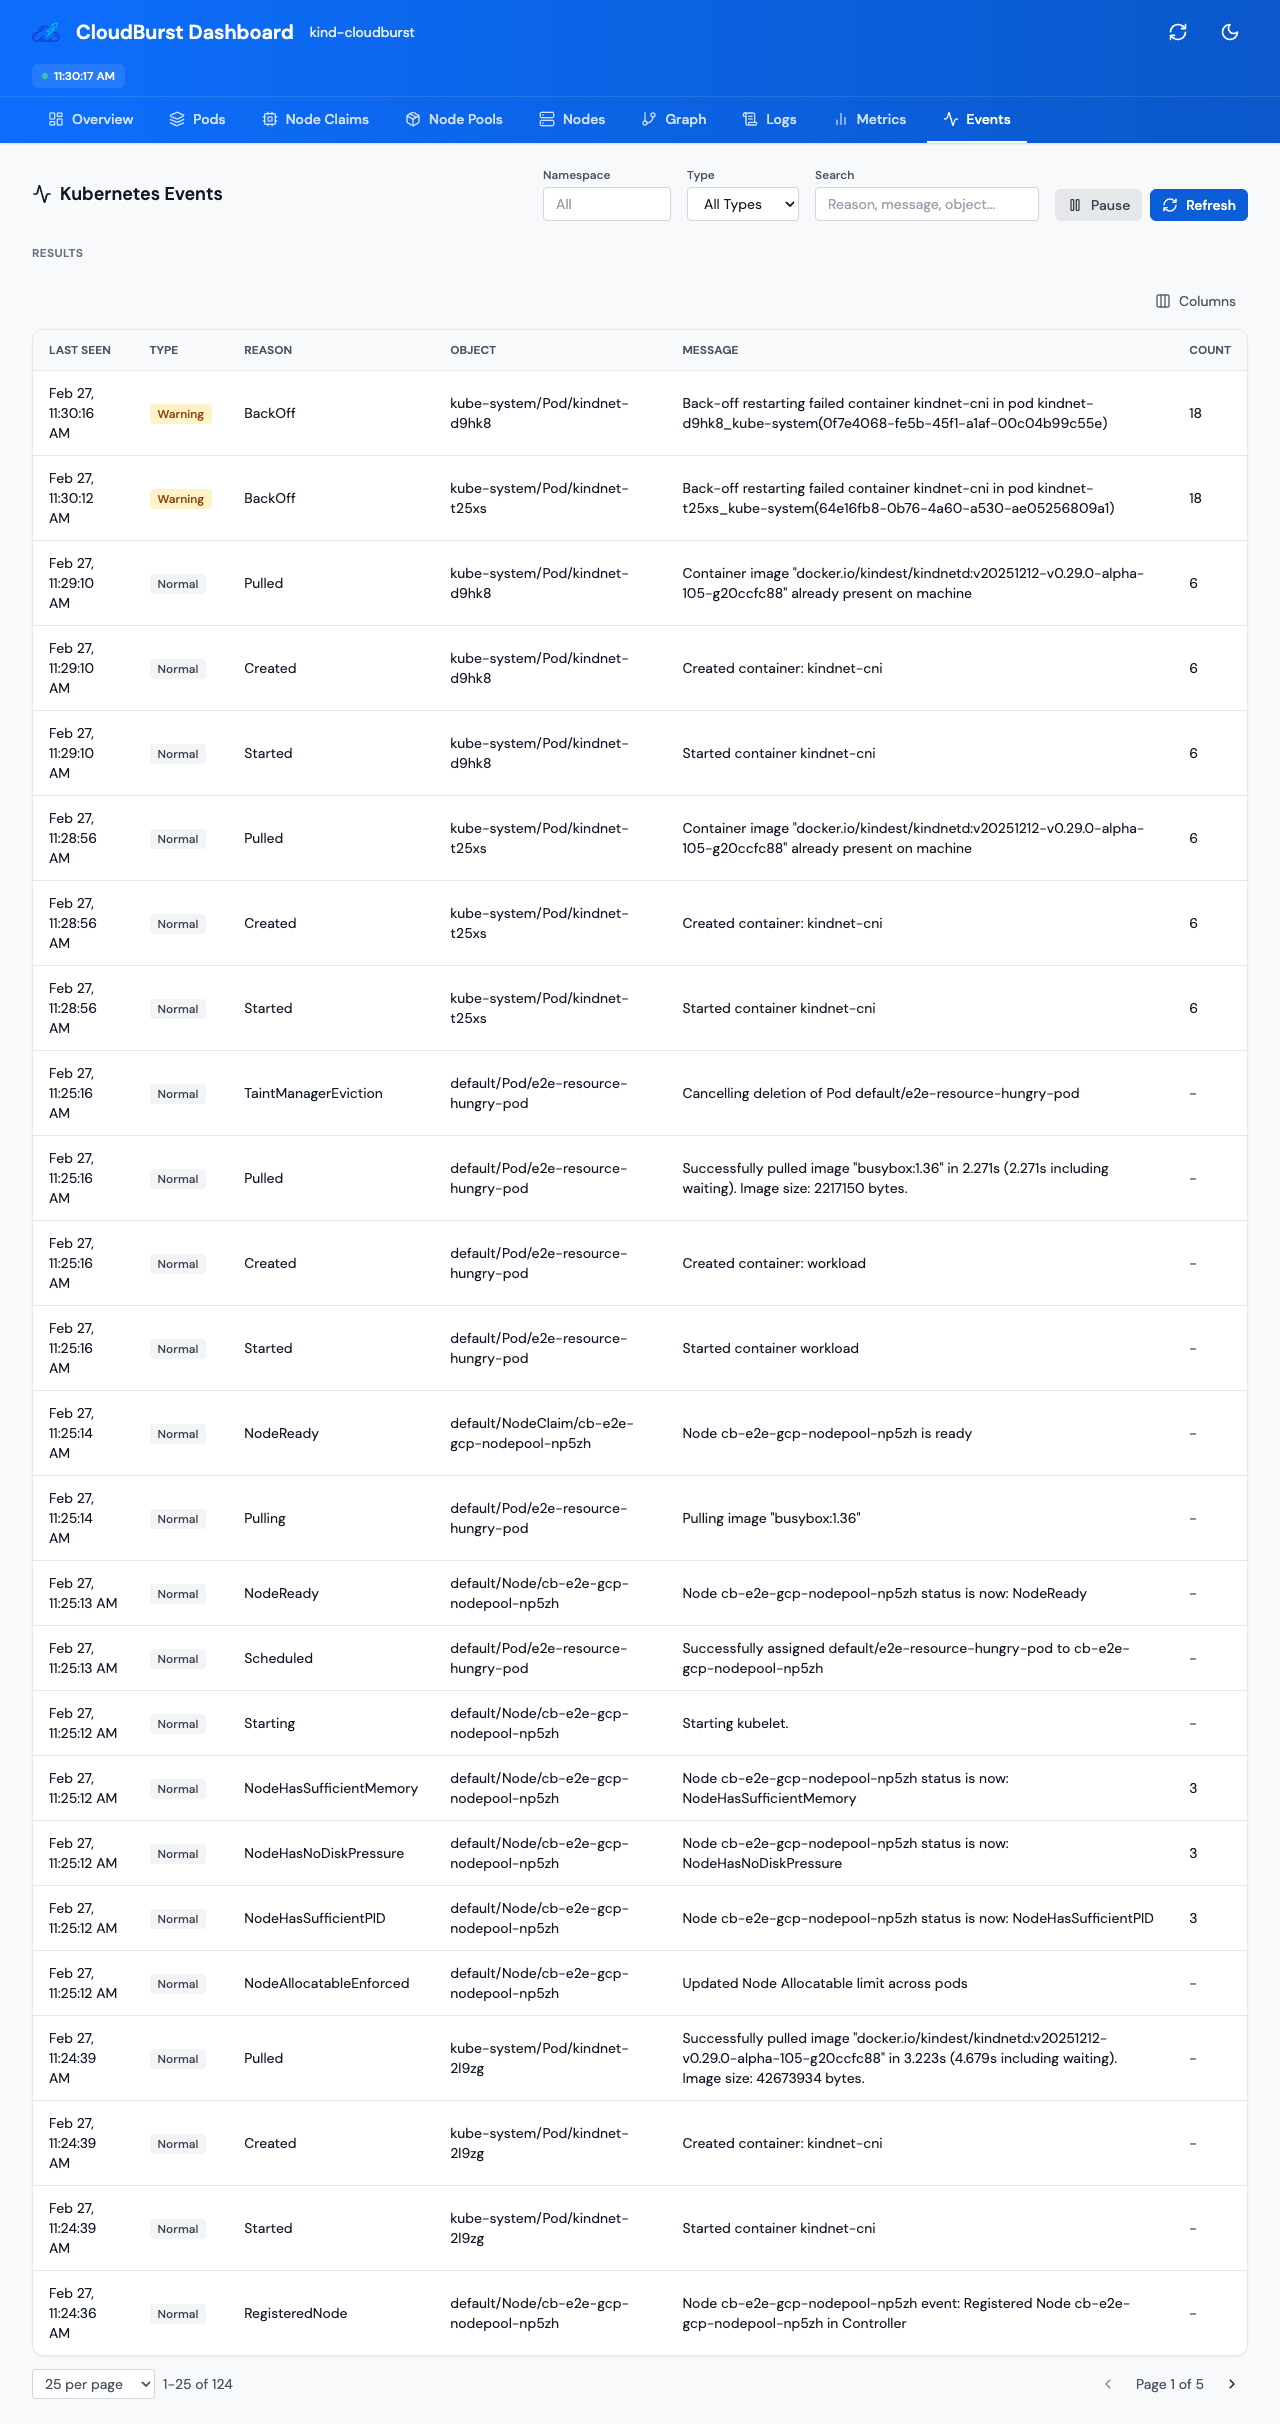 CloudBurst Dashboard kind-cloudburst
11:30:17 AM
Overview Pods Node Claims Node Pools Nodes Graph Logs Metrics Events
Kubernetes Events
Namespace
All
Type
All Types
Search
Reason, message, object...
Pause Refresh
RESULTS
Columns
LAST SEEN TYPE REASON OBJECT MESSAGE COUNT
Feb 27,
11:30:16
AM
Warning
BackOff
kube-system/Pod/kindnet-
d9hk8
Back-off restarting failed container kindnet-cni in pod kindnet-
d9hk8_kube-system(0f7e4068-fe5b-45f1-a1af-00c04b99c55e)
18
Feb 27,
11:30:12
AM
Warning
BackOff
kube-system/Pod/kindnet-
t25xs
Back-off restarting failed container kindnet-cni in pod kindnet-
t25xs_kube-system(64e16fb8-0b76-4a60-a530-ae05256809a1)
18
Feb 27,
11:29:10
AM
Normal
Pulled
kube-system/Pod/kindnet-
d9hk8
Container image "docker.io/kindest/kindnetd:v20251212-v0.29.0-alpha-
105-g20ccfc88" already present on machine
6
Feb 27,
11:29:10
AM
Normal
Created
kube-system/Pod/kindnet-
d9hk8
Created container: kindnet-cni
6
Feb 27,
11:29:10
AM
Normal
Started
kube-system/Pod/kindnet-
d9hk8
Started container kindnet-cni
6
Feb 27,
11:28:56
AM
Normal
Pulled
kube-system/Pod/kindnet-
t25xs
Container image "docker.io/kindest/kindnetd:v20251212-v0.29.0-alpha-
105-g20ccfc88" already present on machine
6
Feb 27,
11:28:56
AM
Normal
Created
kube-system/Pod/kindnet-
t25xs
Created container: kindnet-cni
6
Feb 27,
11:28:56
AM
Normal
Started
kube-system/Pod/kindnet-
t25xs
Started container kindnet-cni
6
Feb 27,
11:25:16
AM
Normal
TaintManagerEviction
default/Pod/e2e-resource-
hungry-pod
Cancelling deletion of Pod default/e2e-resource-hungry-pod
-
Feb 27,
11:25:16
AM
Normal
Pulled
default/Pod/e2e-resource-
hungry-pod
Successfully pulled image "busybox:1.36" in 2.271s (2.271s including
waiting). Image size: 2217150 bytes.
-
Feb 27,
11:25:16
AM
Normal
Created
default/Pod/e2e-resource-
hungry-pod
Created container: workload
-
Feb 27,
11:25:16
AM
Normal
Started
default/Pod/e2e-resource-
hungry-pod
Started container workload
-
Feb 27,
11:25:14
AM
Normal
NodeReady
default/NodeClaim/cb-e2e-
gcp-nodepool-np5zh
Node cb-e2e-gcp-nodepool-np5zh is ready
-
Feb 27,
11:25:14
AM
Normal
Pulling
default/Pod/e2e-resource-
hungry-pod
Pulling image "busybox:1.36"
-
Feb 27,
11:25:13 AM
Normal
NodeReady
default/Node/cb-e2e-gcp-
nodepool-np5zh
Node cb-e2e-gcp-nodepool-np5zh status is now: NodeReady
-
Feb 27,
11:25:13 AM
Normal
Scheduled
default/Pod/e2e-resource-
hungry-pod
Successfully assigned default/e2e-resource-hungry-pod to cb-e2e-
gcp-nodepool-np5zh
-
Feb 27,
11:25:12 AM
Normal
Starting
default/Node/cb-e2e-gcp-
nodepool-np5zh
Starting kubelet.
-
Feb 27,
11:25:12 AM
Normal
NodeHasSufficientMemory
default/Node/cb-e2e-gcp-
nodepool-np5zh
Node cb-e2e-gcp-nodepool-np5zh status is now:
NodeHasSufficientMemory
3
Feb 27,
11:25:12 AM
Normal
NodeHasNoDiskPressure
default/Node/cb-e2e-gcp-
nodepool-np5zh
Node cb-e2e-gcp-nodepool-np5zh status is now:
NodeHasNoDiskPressure
3
Feb 27,
11:25:12 AM
Normal
NodeHasSufficientPID
default/Node/cb-e2e-gcp-
nodepool-np5zh
Node cb-e2e-gcp-nodepool-np5zh status is now: NodeHasSufficientPID
3
Feb 27,
11:25:12 AM
Normal
NodeAllocatableEnforced
default/Node/cb-e2e-gcp-
nodepool-np5zh
Updated Node Allocatable limit across pods
-
Feb 27,
11:24:39
AM
Normal
Pulled
kube-system/Pod/kindnet-
2l9zg
Successfully pulled image "docker.io/kindest/kindnetd:v20251212-
v0.29.0-alpha-105-g20ccfc88" in 3.223s (4.679s including waiting).
Image size: 42673934 bytes.
-
Feb 27,
11:24:39
AM
Normal
Created
kube-system/Pod/kindnet-
2l9zg
Created container: kindnet-cni
-
Feb 27,
11:24:39
AM
Normal
Started
kube-system/Pod/kindnet-
2l9zg
Started container kindnet-cni
-
Feb 27,
11:24:36
AM
Normal
RegisteredNode
default/Node/cb-e2e-gcp-
nodepool-np5zh
Node cb-e2e-gcp-nodepool-np5zh event: Registered Node cb-e2e-
gcp-nodepool-np5zh in Controller
-
25 per page 1-25 of 124 Page 1 of 5